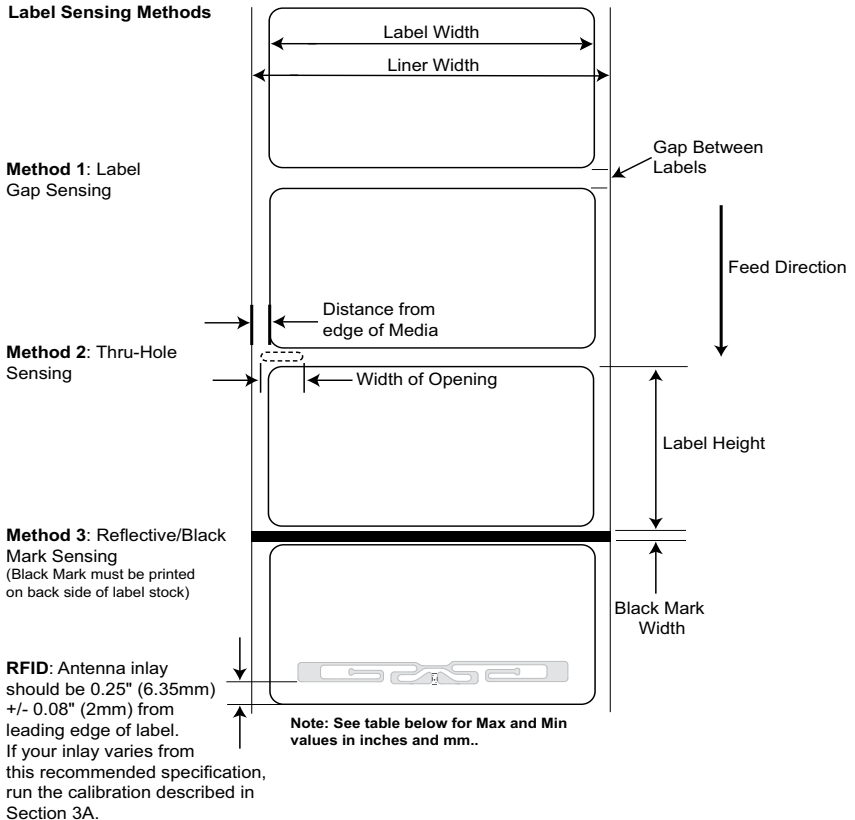 Label Sensing Methods
Label Width
Liner Width
Method 1: Label
Gap Sensing
Gap Between
Labels
Feed Direction
Distance from
edge of Media
Method 2: Thru-Hole
Sensing
Width of Opening
Label Height
Method 3: Reflective/Black
Mark Sensing
(Black Mark must be printed
on back side of label stock)
Black Mark
Width
RFID: Antenna inlay
should be 0.25" (6.35mm)
+/- 0.08" (2mm) from
leading edge of label.
If your inlay varies from
this recommended specification,
run the calibration described in
Section 3A.
Note: See table below for Max and Min
values in inches and mm..